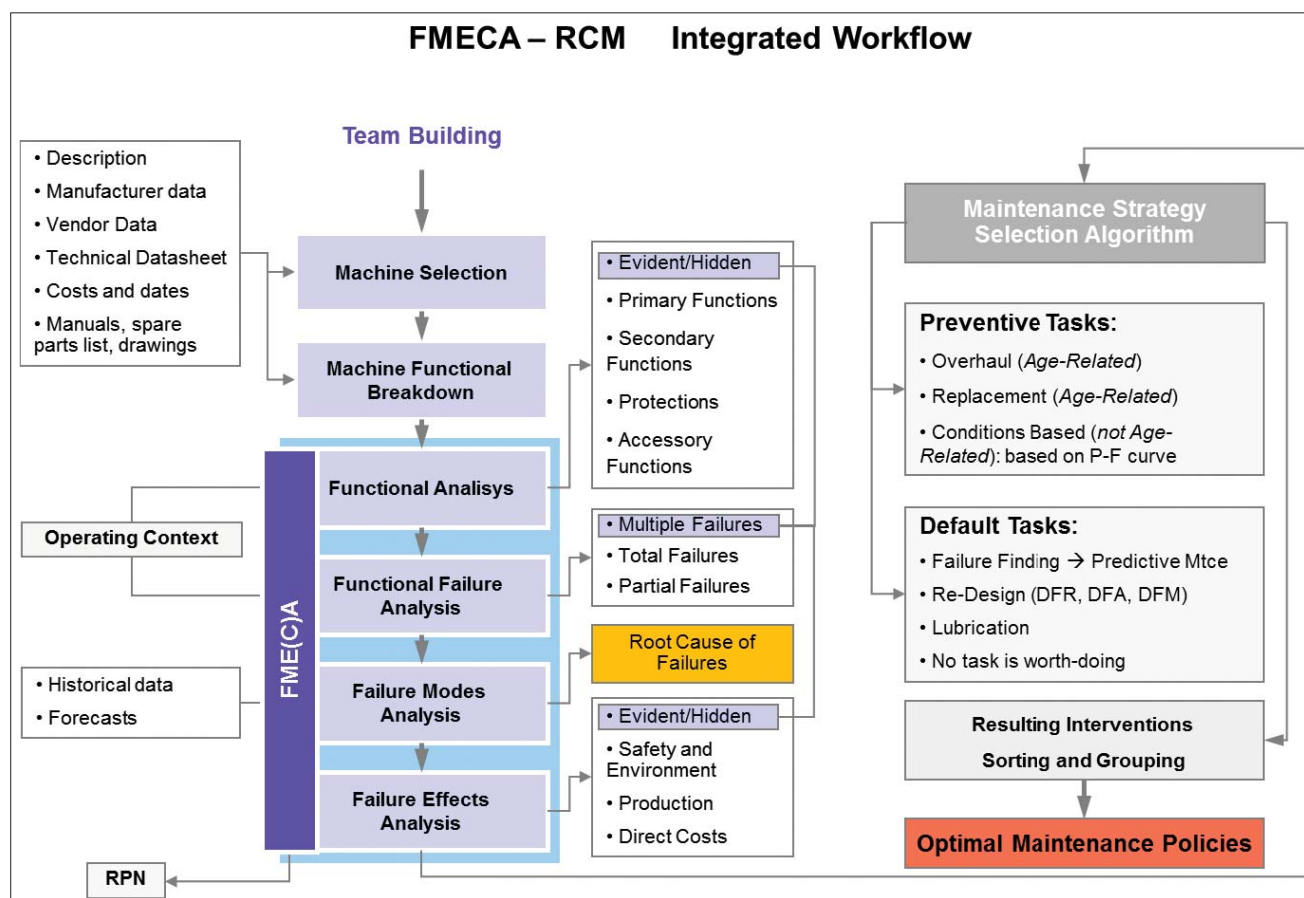 FMECA – RCM Integrated Workflow
Team Building
• Description
• Manufacturer data
• Vendor Data
• Technical Datasheet
• Costs and dates
• Manuals, spare
parts list, drawings
Machine Selection
Machine Functional
Breakdown
Operating Context
• Historical data
• Forecasts
FME(C)A
Functional Analisys
Functional Failure
Analysis
Failure Modes
Analysis
Failure Effects
Analysis
RPN
• Evident/Hidden
• Primary Functions
• Secondary
Functions
• Protections
• Accessory
Functions
• Multiple Failures
• Total Failures
• Partial Failures
Root Cause of
Failures
• Evident/Hidden
• Safety and
Environment
• Production
• Direct Costs
Maintenance Strategy
Selection Algorithm
Preventive Tasks:
• Overhaul (Age-Related)
• Replacement (Age-Related)
• Conditions Based (not Age-
Related): based on P-F curve
Default Tasks:
• Failure Finding → Predictive Mtce
• Re-Design (DFR, DFA, DFM)
• Lubrication
• No task is worth-doing
Resulting Interventions
Sorting and Grouping
Optimal Maintenance Policies